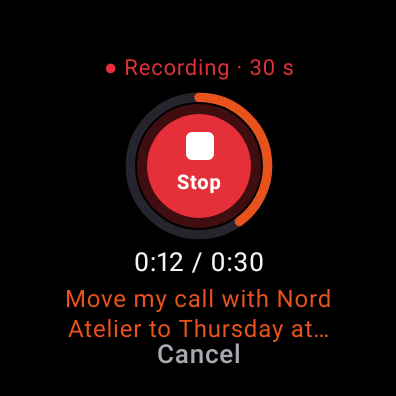 ● Recording · 30 s
Stop
0:12 / 0:30
Move my call with Nord
Atelier to Thursday at…
Cancel